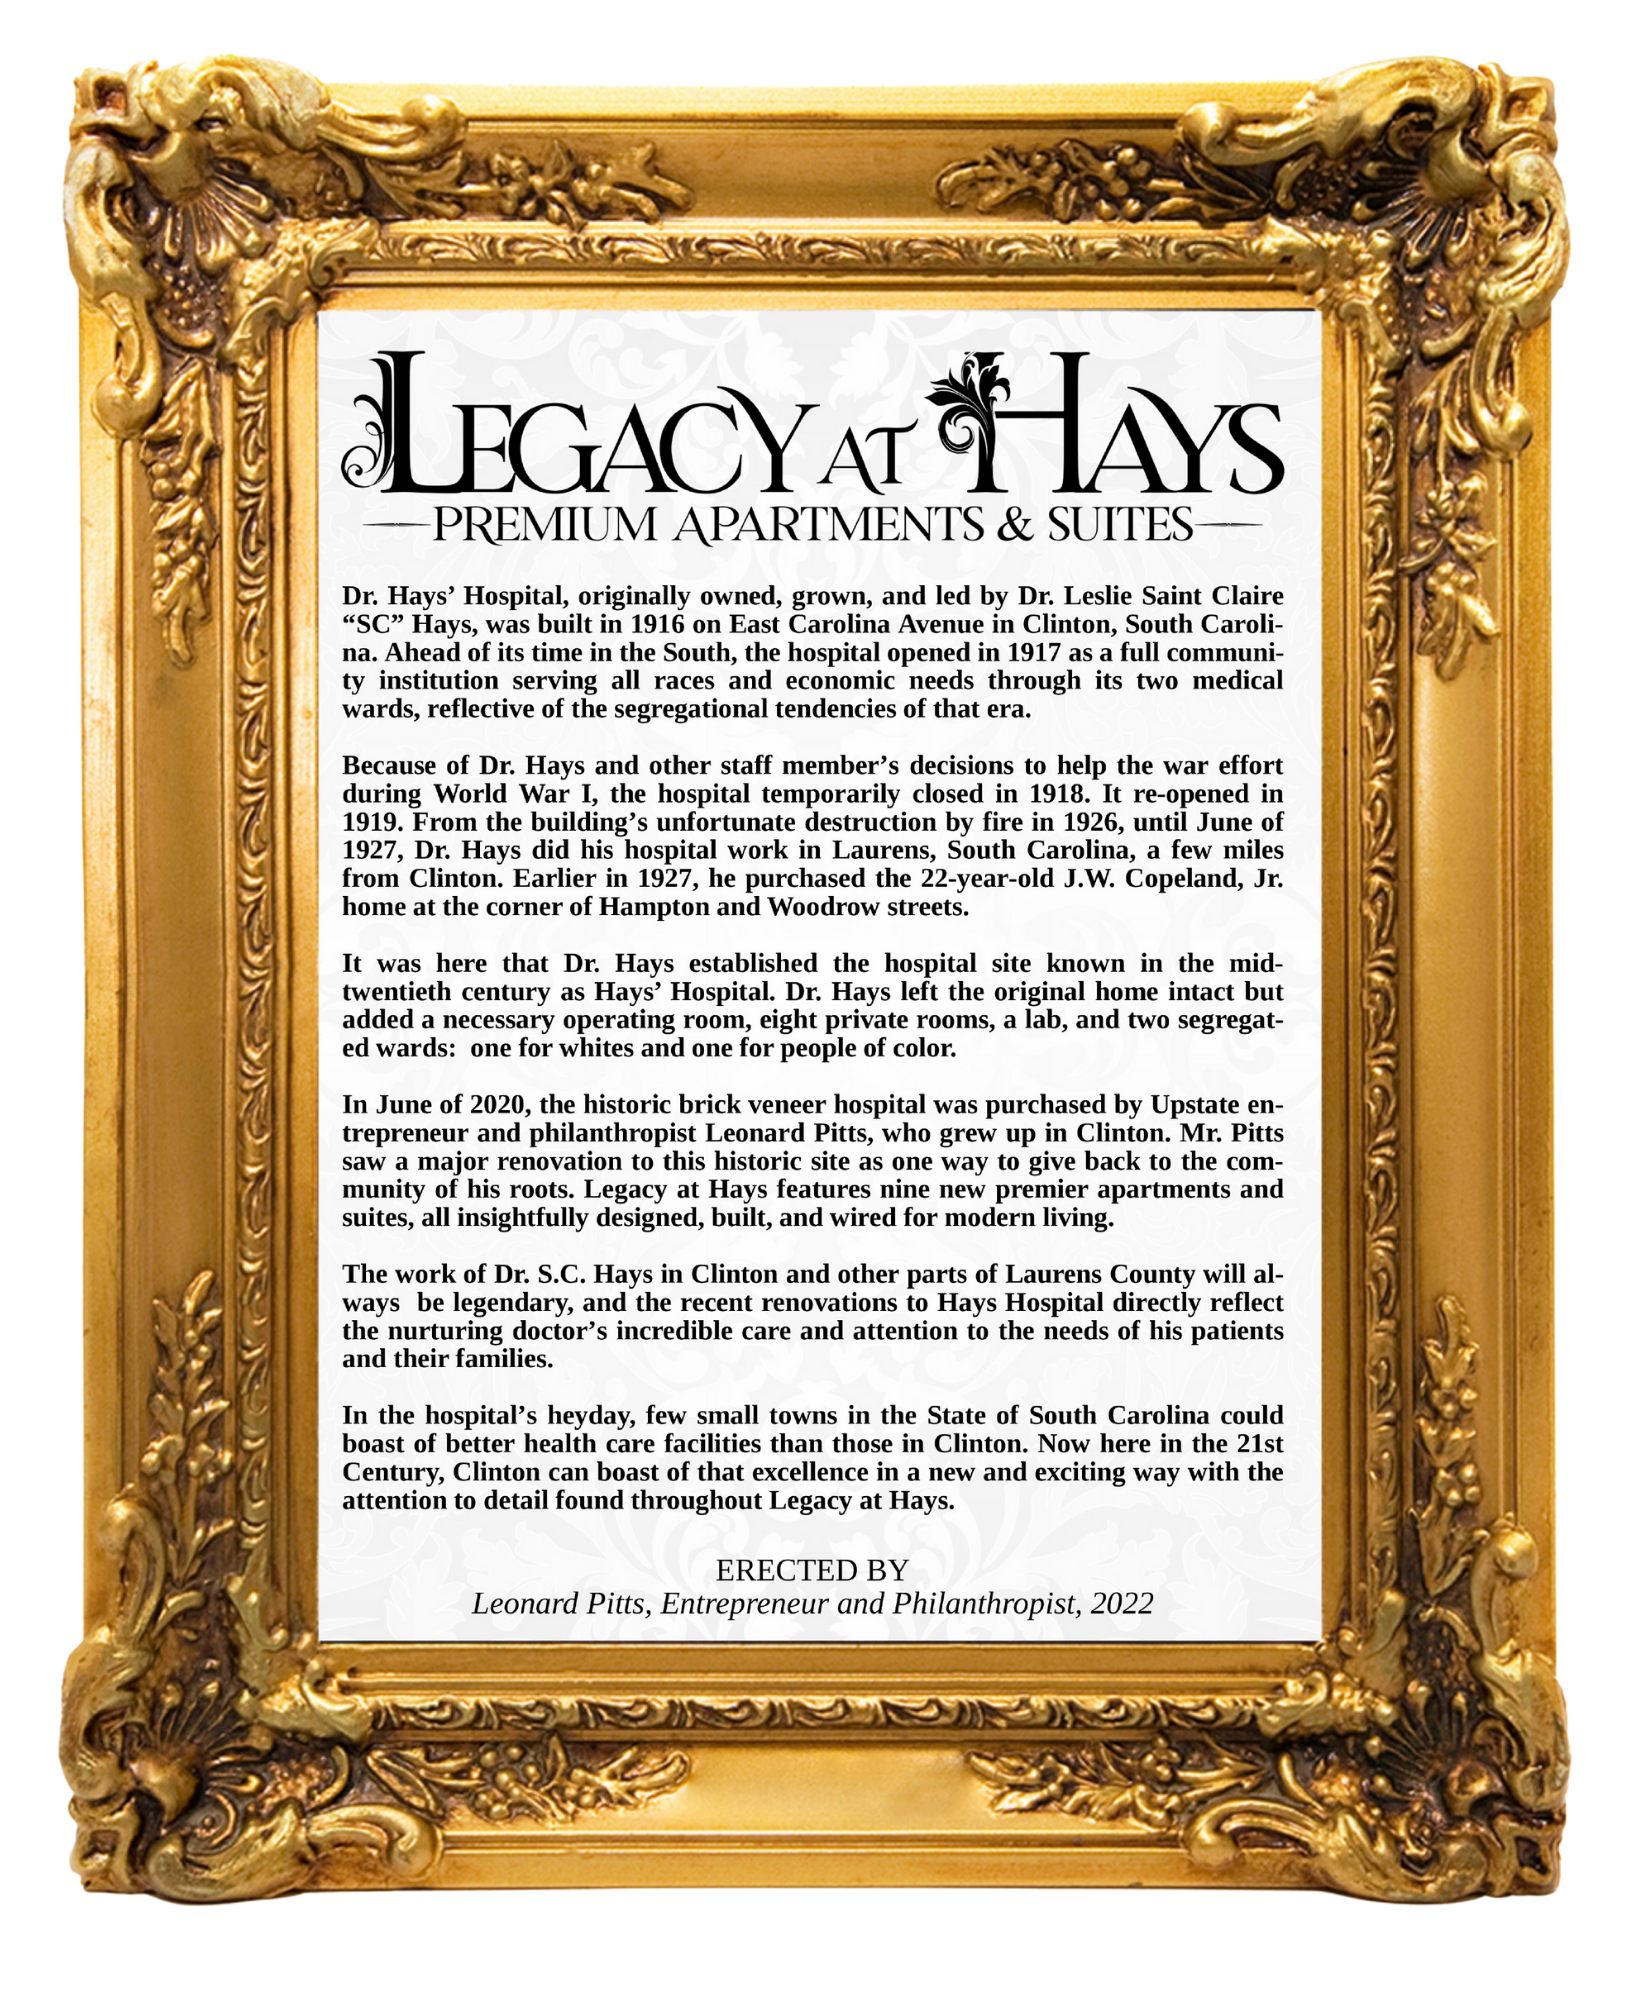 LEGACY AT HAYS
PREMIUM APARTMENTS & SUITES
Dr. Hays’ Hospital, originally owned, grown, and led by Dr. Leslie Saint Claire
“SC” Hays, was built in 1916 on East Carolina Avenue in Clinton, South Caroli-
na. Ahead of its time in the South, the hospital opened in 1917 as a full communi-
ty institution serving all races and economic needs through its two medical
wards, reflective of the segregational tendencies of that era.
Because of Dr. Hays and other staff member’s decisions to help the war effort
during World War I, the hospital temporarily closed in 1918. It re-opened in
1919. From the building’s unfortunate destruction by fire in 1926, until June of
1927, Dr. Hays did his hospital work in Laurens, South Carolina, a few miles
from Clinton. Earlier in 1927, he purchased the 22-year-old J.W. Copeland, Jr.
home at the corner of Hampton and Woodrow streets.
It was here that Dr. Hays established the hospital site known in the mid-
twentieth century as Hays’ Hospital. Dr. Hays left the original home intact but
added a necessary operating room, eight private rooms, a lab, and two segregat-
ed wards:  one for whites and one for people of color.
In June of 2020, the historic brick veneer hospital was purchased by Upstate en-
trepreneur and philanthropist Leonard Pitts, who grew up in Clinton. Mr. Pitts
saw a major renovation to this historic site as one way to give back to the com-
munity of his roots. Legacy at Hays features nine new premier apartments and
suites, all insightfully designed, built, and wired for modern living.
The work of Dr. S.C. Hays in Clinton and other parts of Laurens County will al-
ways  be legendary, and the recent renovations to Hays Hospital directly reflect
the nurturing doctor’s incredible care and attention to the needs of his patients
and their families.
In the hospital’s heyday, few small towns in the State of South Carolina could
boast of better health care facilities than those in Clinton. Now here in the 21st
Century, Clinton can boast of that excellence in a new and exciting way with the
attention to detail found throughout Legacy at Hays.
ERECTED BY
Leonard Pitts, Entrepreneur and Philanthropist, 2022